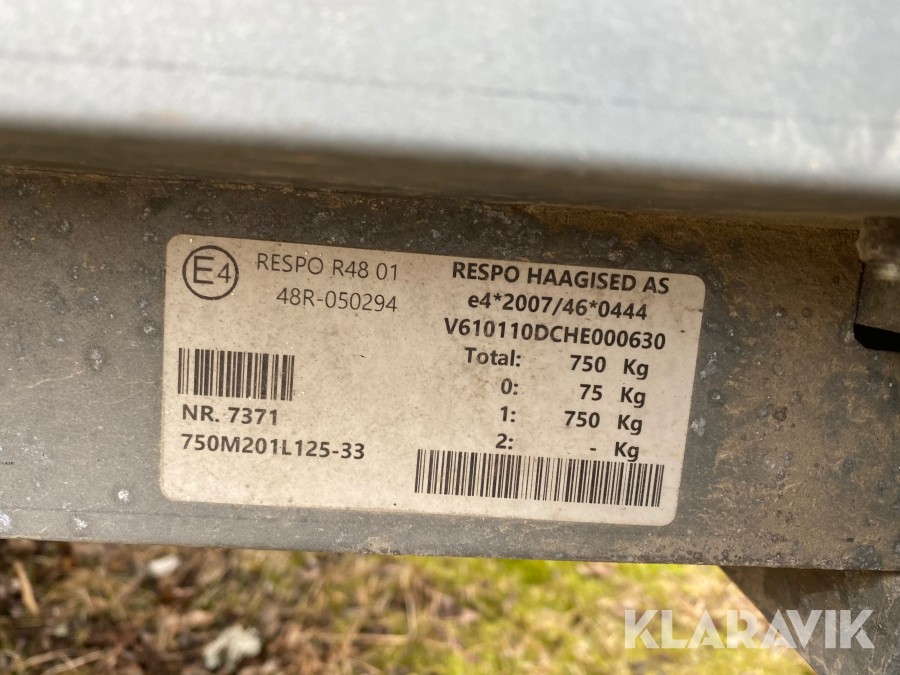 E4
RESPO R48 01
48R-050294
NR. 7371
750M201L125-33
RESPO HAAGISED AS
e4*2007/46*0444
V610110DCHE000630
Total: 750 Kg
0: 75 Kg
1: 750 Kg
2: - Kg
KLARAVIK